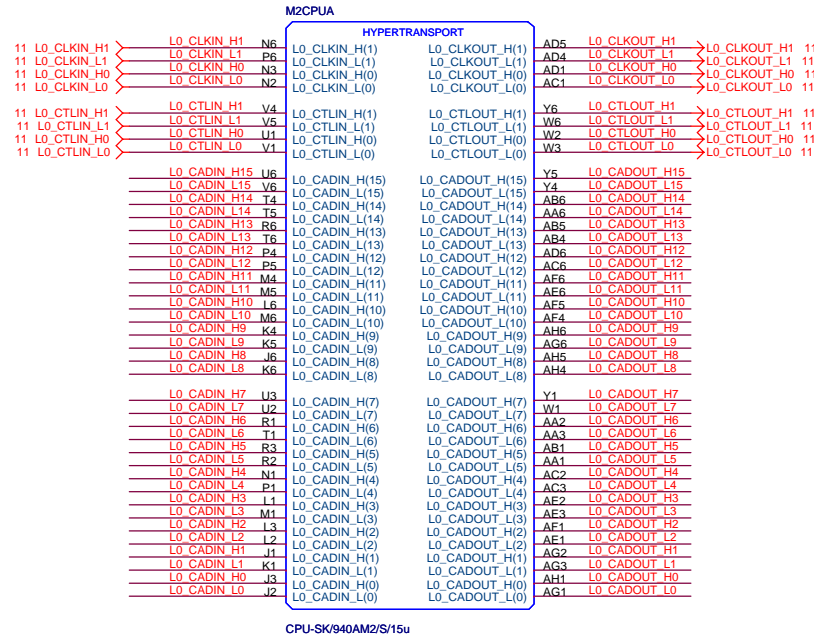 M2CPUA
HYPERTRANSPORT
11 L0_CLKIN_H1 L0_CLKIN_H1 N6 L0_CLKIN_H(1) L0_CLKOUT_H(1) AD5 L0_CLKOUT_H1 L0_CLKOUT_H1 11
11 L0_CLKIN_L1 L0_CLKIN_L1 P6 L0_CLKIN_L(1) L0_CLKOUT_L(1) AD4 L0_CLKOUT_L1 L0_CLKOUT_L1 11
11 L0_CLKIN_H0 L0_CLKIN_H0 N3 L0_CLKIN_H(0) L0_CLKOUT_H(0) AD1 L0_CLKOUT_H0 L0_CLKOUT_H0 11
11 L0_CLKIN_L0 L0_CLKIN_L0 N2 L0_CLKIN_L(0) L0_CLKOUT_L(0) AC1 L0_CLKOUT_L0 L0_CLKOUT_L0 11
11 L0_CTLIN_H1 L0_CTLIN_H1 V4 L0_CTLIN_H(1) L0_CTLOUT_H(1) Y6 L0_CTLOUT_H1 L0_CTLOUT_H1 11
11 L0_CTLIN_L1 L0_CTLIN_L1 V5 L0_CTLIN_L(1) L0_CTLOUT_L(1) W6 L0_CTLOUT_L1 L0_CTLOUT_L1 11
11 L0_CTLIN_H0 L0_CTLIN_H0 U1 L0_CTLIN_H(0) L0_CTLOUT_H(0) W2 L0_CTLOUT_H0 L0_CTLOUT_H0 11
11 L0_CTLIN_L0 L0_CTLIN_L0 V1 L0_CTLIN_L(0) L0_CTLOUT_L(0) W3 L0_CTLOUT_L0 L0_CTLOUT_L0 11
L0_CADIN_H15 U6 L0_CADIN_H(15) L0_CADOUT_H(15) Y5 L0_CADOUT_H15
L0_CADIN_L15 V6 L0_CADIN_L(15) L0_CADOUT_L(15) Y4 L0_CADOUT_L15
L0_CADIN_H14 T4 L0_CADIN_H(14) L0_CADOUT_H(14) AB6 L0_CADOUT_H14
L0_CADIN_L14 T5 L0_CADIN_L(14) L0_CADOUT_L(14) AA6 L0_CADOUT_L14
L0_CADIN_H13 R6 L0_CADIN_H(13) L0_CADOUT_H(13) AB5 L0_CADOUT_H13
L0_CADIN_L13 T6 L0_CADIN_L(13) L0_CADOUT_L(13) AB4 L0_CADOUT_L13
L0_CADIN_H12 P4 L0_CADIN_H(12) L0_CADOUT_H(12) AD6 L0_CADOUT_H12
L0_CADIN_L12 P5 L0_CADIN_L(12) L0_CADOUT_L(12) AC6 L0_CADOUT_L12
L0_CADIN_H11 M4 L0_CADIN_H(11) L0_CADOUT_H(11) AF6 L0_CADOUT_H11
L0_CADIN_L11 M5 L0_CADIN_L(11) L0_CADOUT_L(11) AE6 L0_CADOUT_L11
L0_CADIN_H10 L6 L0_CADIN_H(10) L0_CADOUT_H(10) AF5 L0_CADOUT_H10
L0_CADIN_L10 M6 L0_CADIN_L(10) L0_CADOUT_L(10) AF4 L0_CADOUT_L10
L0_CADIN_H9 K4 L0_CADIN_H(9) L0_CADOUT_H(9) AH6 L0_CADOUT_H9
L0_CADIN_L9 K5 L0_CADIN_L(9) L0_CADOUT_L(9) AG6 L0_CADOUT_L9
L0_CADIN_H8 J6 L0_CADIN_H(8) L0_CADOUT_H(8) AH5 L0_CADOUT_H8
L0_CADIN_L8 K6 L0_CADIN_L(8) L0_CADOUT_L(8) AH4 L0_CADOUT_L8
L0_CADIN_H7 U3 L0_CADIN_H(7) L0_CADOUT_H(7) Y1 L0_CADOUT_H7
L0_CADIN_L7 U2 L0_CADIN_L(7) L0_CADOUT_L(7) W1 L0_CADOUT_L7
L0_CADIN_H6 R1 L0_CADIN_H(6) L0_CADOUT_H(6) AA2 L0_CADOUT_H6
L0_CADIN_L6 T1 L0_CADIN_L(6) L0_CADOUT_L(6) AA3 L0_CADOUT_L6
L0_CADIN_H5 R3 L0_CADIN_H(5) L0_CADOUT_H(5) AB1 L0_CADOUT_H5
L0_CADIN_L5 R2 L0_CADIN_L(5) L0_CADOUT_L(5) AA1 L0_CADOUT_L5
L0_CADIN_H4 N1 L0_CADIN_H(4) L0_CADOUT_H(4) AC2 L0_CADOUT_H4
L0_CADIN_L4 P1 L0_CADIN_L(4) L0_CADOUT_L(4) AC3 L0_CADOUT_L4
L0_CADIN_H3 L1 L0_CADIN_H(3) L0_CADOUT_H(3) AE2 L0_CADOUT_H3
L0_CADIN_L3 M1 L0_CADIN_L(3) L0_CADOUT_L(3) AE3 L0_CADOUT_L3
L0_CADIN_H2 L3 L0_CADIN_H(2) L0_CADOUT_H(2) AF1 L0_CADOUT_H2
L0_CADIN_L2 L2 L0_CADIN_L(2) L0_CADOUT_L(2) AE1 L0_CADOUT_L2
L0_CADIN_H1 J1 L0_CADIN_H(1) L0_CADOUT_H(1) AG2 L0_CADOUT_H1
L0_CADIN_L1 K1 L0_CADIN_L(1) L0_CADOUT_L(1) AG3 L0_CADOUT_L1
L0_CADIN_H0 J3 L0_CADIN_H(0) L0_CADOUT_H(0) AH1 L0_CADOUT_H0
L0_CADIN_L0 J2 L0_CADIN_L(0) L0_CADOUT_L(0) AG1 L0_CADOUT_L0
CPU-SK/940AM2/S/15u